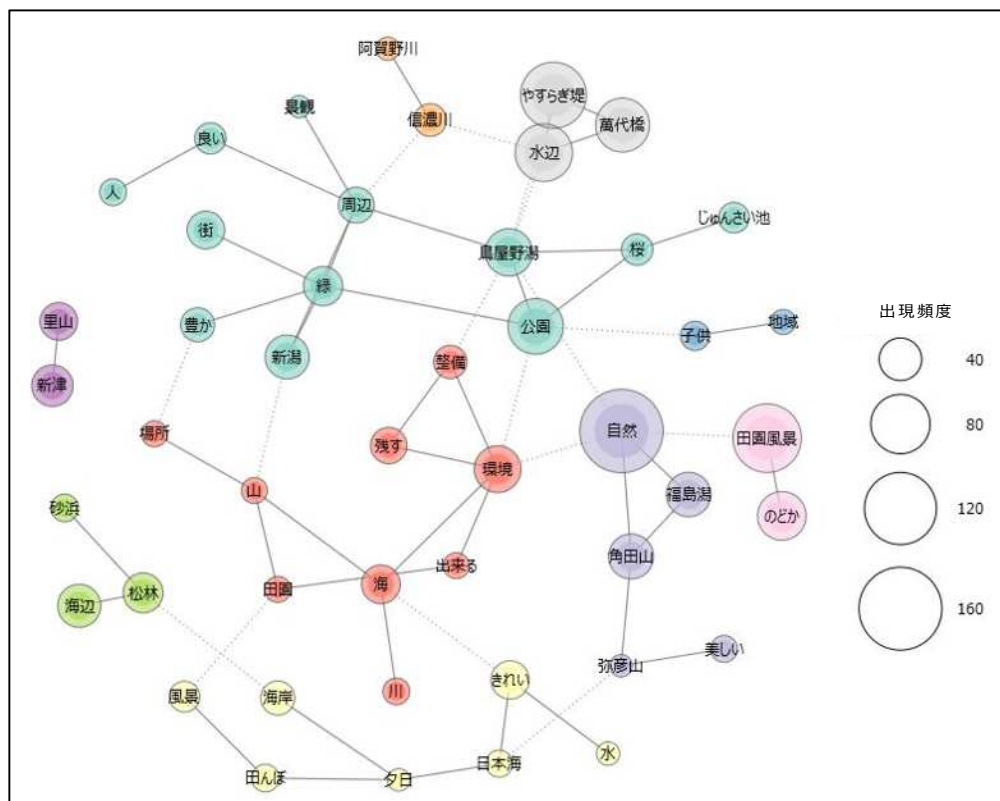 阿賀野川
景観
信濃川
やすらぎ堤
萬代橋
水辺
良い
人
周辺
街
鳥屋野潟
桜
じゅんさい池
緑
豊か
公園
子供
地域
里山
新津
新潟
整備
場所
残す
環境
自然
田園風景
のどか
福島潟
山
砂浜
角田山
出来る
海
田園
海辺
松林
弥彦山
美しい
きれい
風景
海岸
川
水
日本海
夕日
田んぼ
出現頻度
40
80
120
160